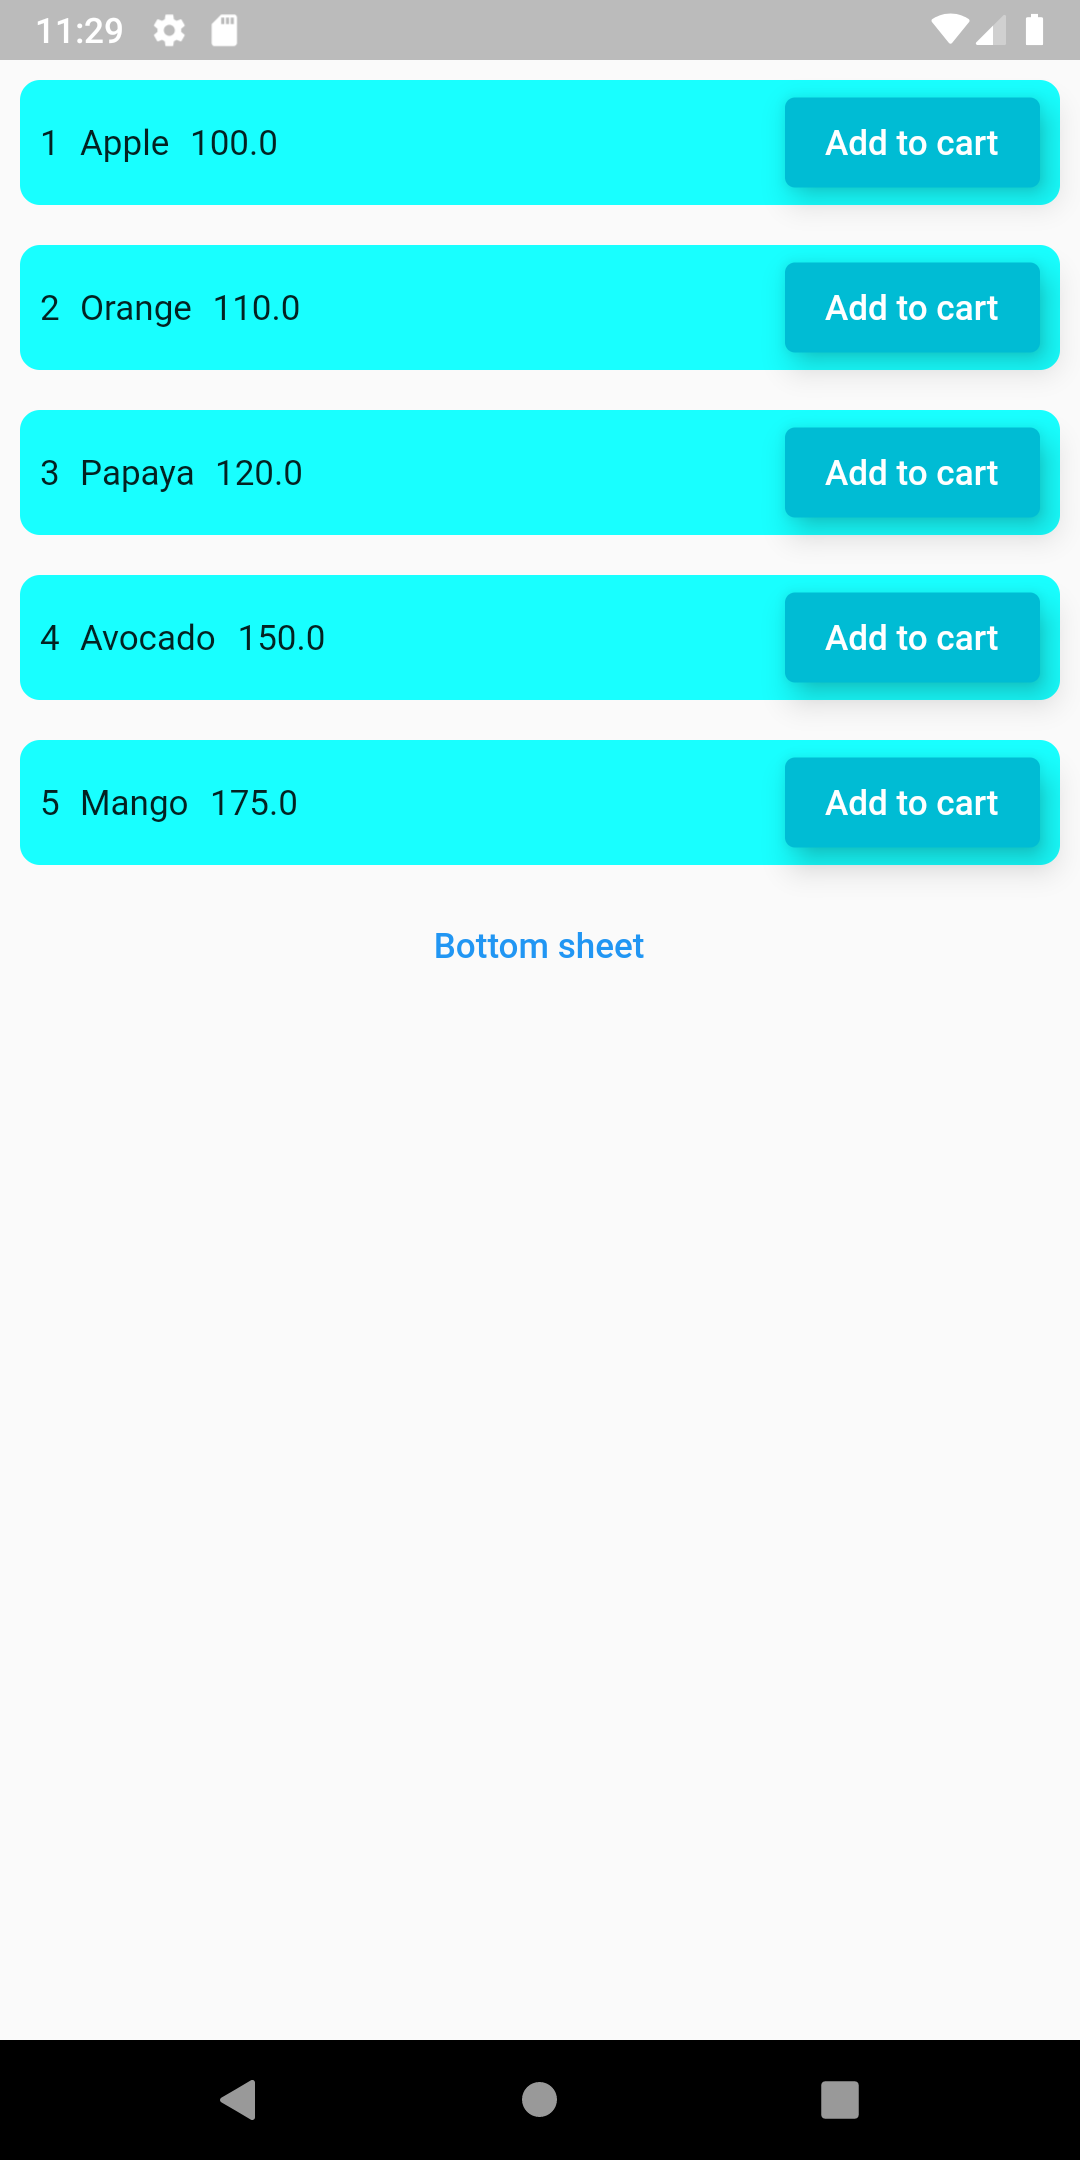 11:29
1 Apple 100.0 Add to cart
2 Orange 110.0 Add to cart
3 Papaya 120.0 Add to cart
4 Avocado 150.0 Add to cart
5 Mango 175.0 Add to cart
Bottom sheet